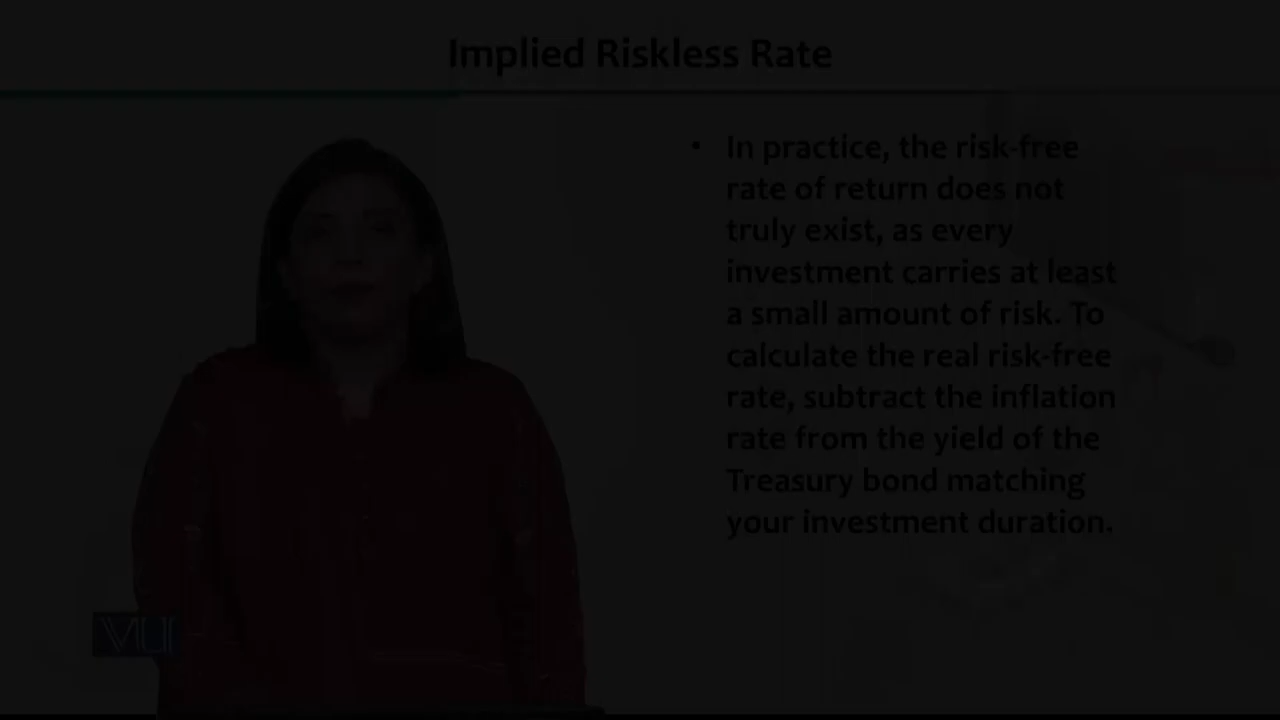 Implied Riskless Rate
• In practice, the risk-free
rate of return does not
truly exist, as every
investment carries at least
a small amount of risk. To
calculate the real risk-free
rate, subtract the inflation
rate from the yield of the
Treasury bond matching
your investment duration.
VU